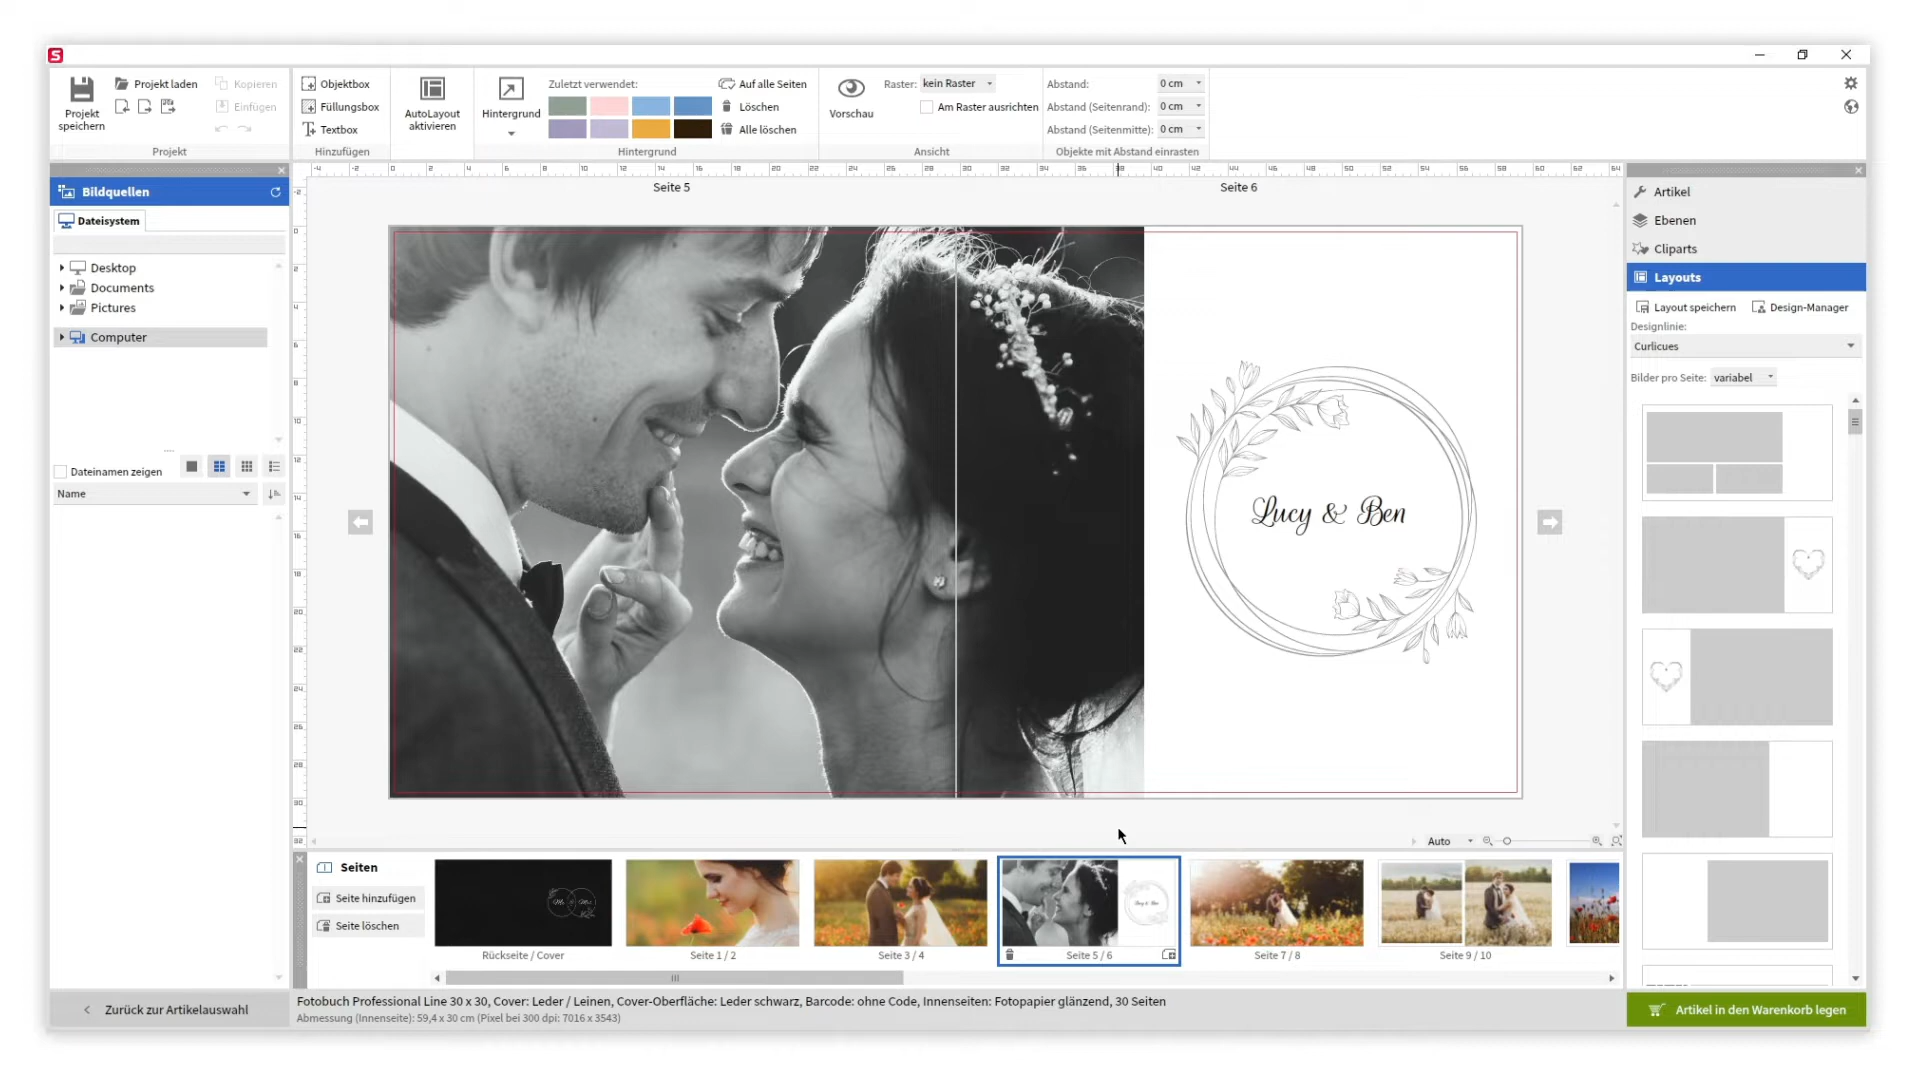 S
Projekt speichern
Projekt laden
Kopieren
Einfügen
Projekt
Objektbox
Füllungsbox
Textbox
Hinzufügen
AutoLayout aktivieren
Hintergrund
Zuletzt verwendet:
Auf alle Seiten
Löschen
Alle löschen
Hintergrund
Vorschau
Raster: kein Raster
Am Raster ausrichten
Ansicht
Abstand: 0 cm
Abstand (Seitenrand): 0 cm
Abstand (Seitenmitte): 0 cm
Objekte mit Abstand einrasten
Bildquellen
Dateisystem
Desktop
Documents
Pictures
Computer
Dateinamen zeigen
Name
Seite 5
Seite 6
Lucy & Ben
Auto
Artikel
Ebenen
Cliparts
Layouts
Layout speichern
Design-Manager
Designlinie:
Curlicues
Bilder pro Seite: variabel
Seiten
Seite hinzufügen
Seite löschen
Rückseite / Cover
Seite 1 / 2
Seite 3 / 4
Lucy & Ben
Seite 5 / 6
Seite 7 / 8
Seite 9 / 10
Zurück zur Artikelauswahl
Fotobuch Professional Line 30 x 30, Cover: Leder / Leinen, Cover-Oberfläche: Leder schwarz, Barcode: ohne Code, Innenseiten: Fotopapier glänzend, 30 Seiten
Abmessung (Innenseite): 59,4 x 30 cm (Pixel bei 300 dpi: 7016 x 3543)
Artikel in den Warenkorb legen